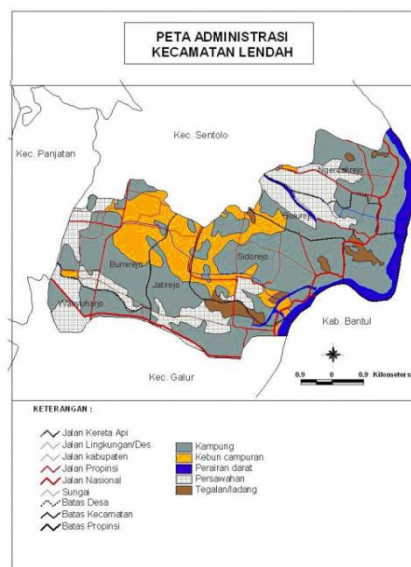 PETA ADMINISTRASI
KECAMATAN LENDAH
Kec. Sentolo
Kec. Panjatan
Ngentakrejo
Gulurejo
Sidorejo
Bumirejo
Jatirejo
Wahyuharjo
Kab. Bantul
Kec. Galur
0.9 0 0.9 Kilometers
KETERANGAN :
Jalan Kereta Api
Jalan Lingkungan/Des
Jalan kabupaten
Jalan Propinsi
Jalan Nasional
Sungai
Batas Desa
Batas Kecamatan
Batas Propinsi
Kampung
Kebun campuran
Perairan darat
Persawahan
Tegalan/ladang